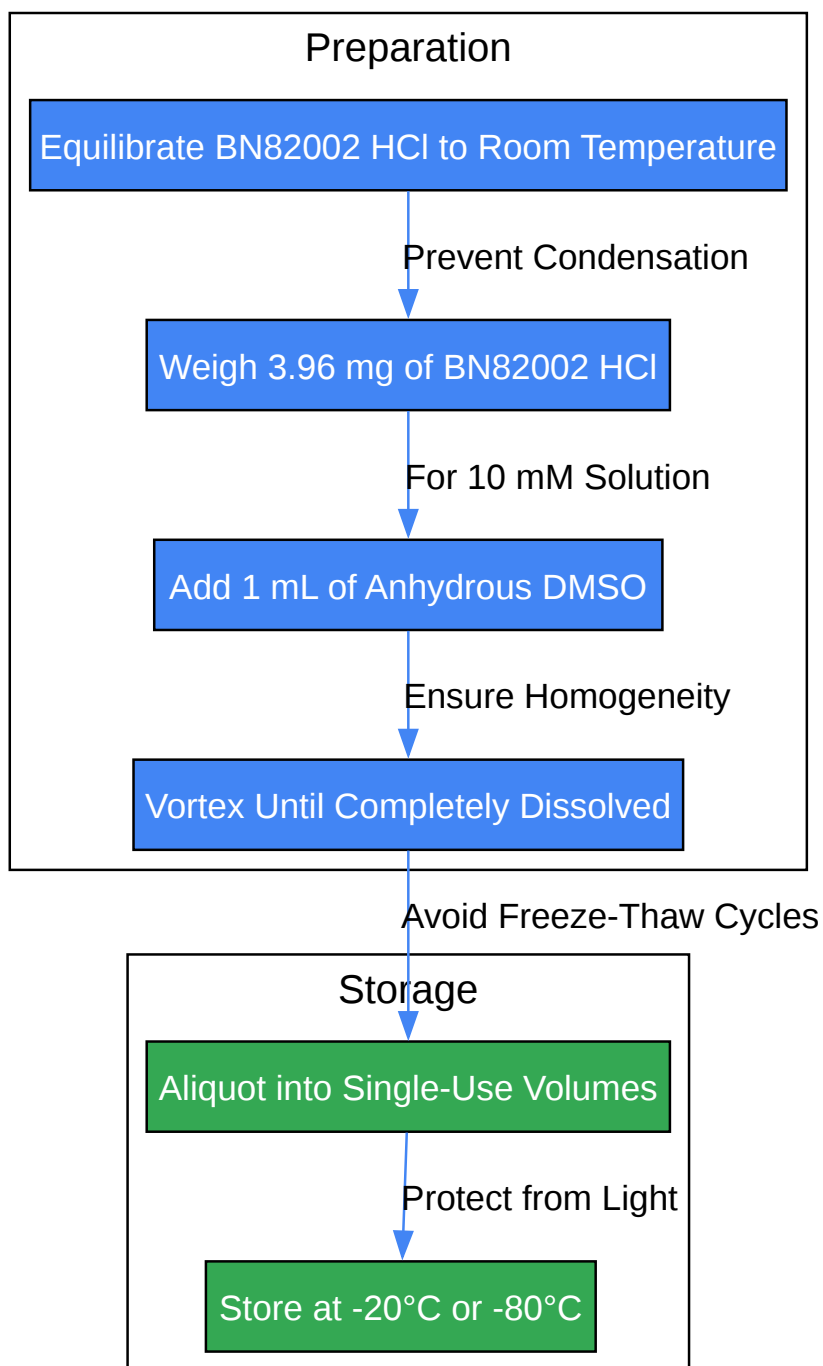 Preparation
Equilibrate BN82002 HCl to Room Temperature
Prevent Condensation
Weigh 3.96 mg of BN82002 HCl
For 10 mM Solution
Add 1 mL of Anhydrous DMSO
Ensure Homogeneity
Vortex Until Completely Dissolved
Avoid Freeze-Thaw Cycles
Storage
Aliquot into Single-Use Volumes
Protect from Light
Store at -20°C or -80°C